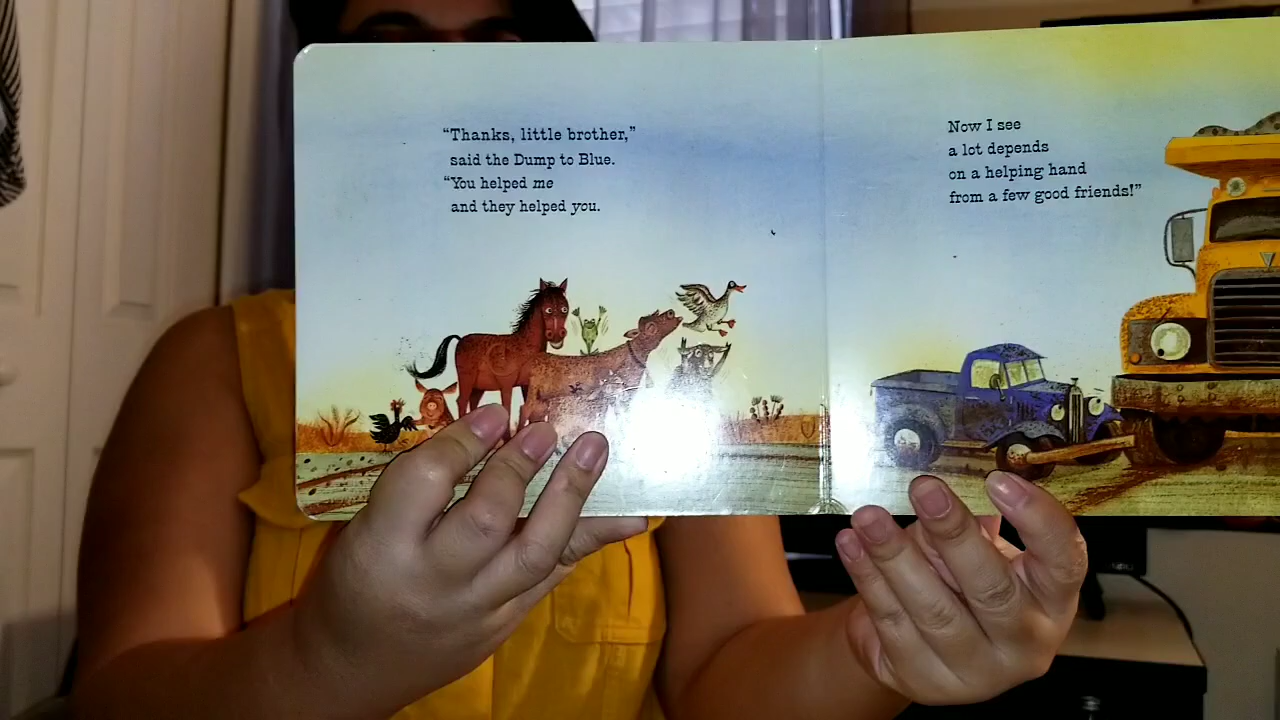 “Thanks, little brother,”
said the Dump to Blue.
“You helped me
and they helped you.
Now I see
a lot depends
on a helping hand
from a few good friends!”